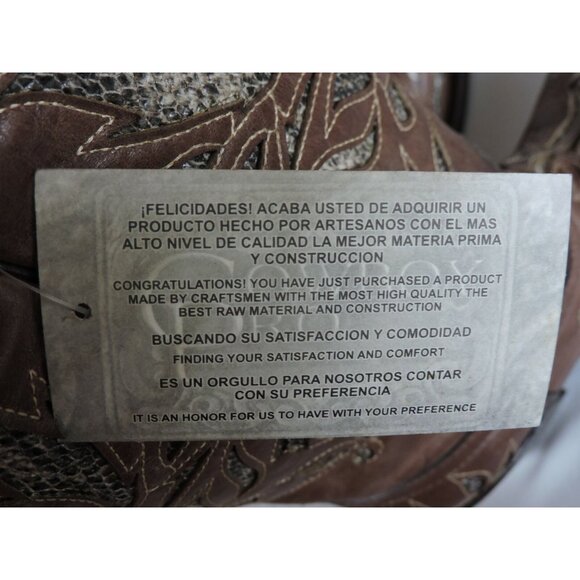 ¡FELICIDADES! ACABA USTED DE ADQUIRIR UN
PRODUCTO HECHO POR ARTESANOS CON EL MAS
ALTO NIVEL DE CALIDAD LA MEJOR MATERIA PRIMA
Y CONSTRUCCION
CONGRATULATIONS! YOU HAVE JUST PURCHASED A PRODUCT
MADE BY CRAFTSMEN WITH THE MOST HIGH QUALITY THE
BEST RAW MATERIAL AND CONSTRUCTION
BUSCANDO SU SATISFACCION Y COMODIDAD
FINDING YOUR SATISFACTION AND COMFORT
ES UN ORGULLO PARA NOSOTROS CONTAR
CON SU PREFERENCIA
IT IS AN HONOR FOR US TO HAVE WITH YOUR PREFERENCE
COWBOY